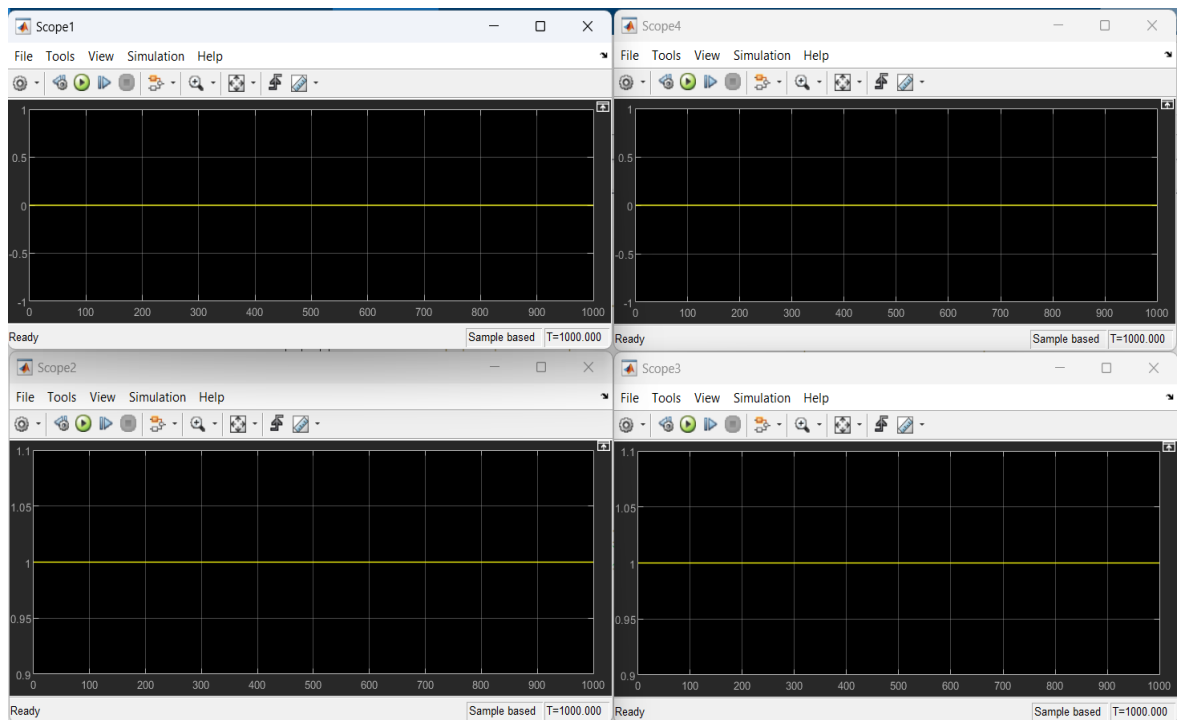 Scope1
File Tools View Simulation Help
1
0.5
0
-0.5
-1
0 100 200 300 400 500 600 700 800 900 1000
Ready Sample based T=1000.000
Scope4
File Tools View Simulation Help
1
0.5
0
-0.5
-1
0 100 200 300 400 500 600 700 800 900 1000
Ready Sample based T=1000.000
Scope2
File Tools View Simulation Help
1.1
1.05
1
0.95
0.9
0 100 200 300 400 500 600 700 800 900 1000
Ready Sample based T=1000.000
Scope3
File Tools View Simulation Help
1.1
1.05
1
0.95
0.9
0 100 200 300 400 500 600 700 800 900 1000
Ready Sample based T=1000.000